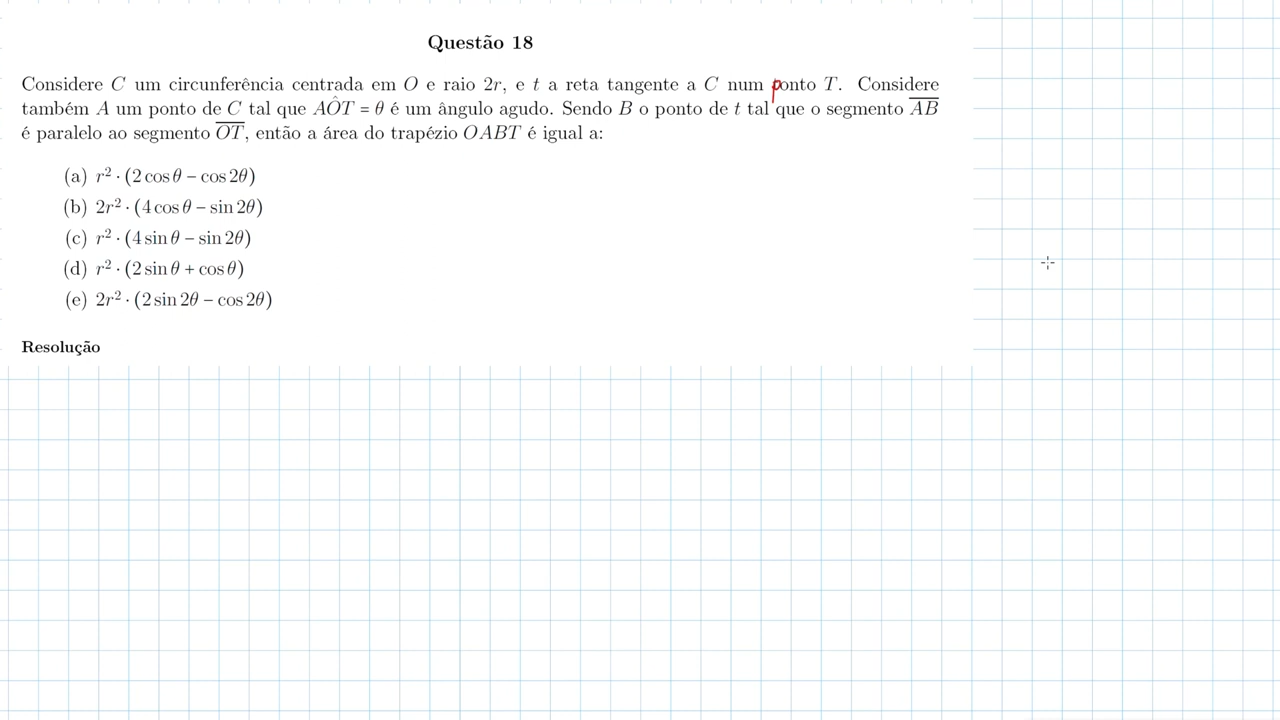 Questão 18
Considere C um circunferência centrada em O e raio 2r, e t a reta tangente a C num ponto T. Considere
também A um ponto de C tal que AÔT = θ é um ângulo agudo. Sendo B o ponto de t tal que o segmento A̅B̅
é paralelo ao segmento O̅T̅, então a área do trapézio OABT é igual a:
(a) r² · (2 cos θ − cos 2θ)
(b) 2r² · (4 cos θ − sin 2θ)
(c) r² · (4 sin θ − sin 2θ)
(d) r² · (2 sin θ + cos θ)
(e) 2r² · (2 sin 2θ − cos 2θ)
Resolução